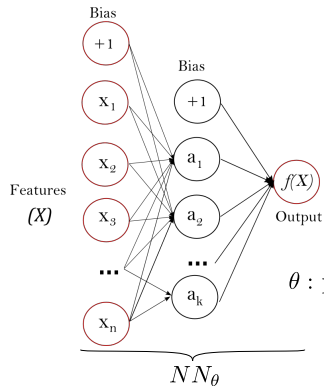 Bias
+1
x1
x2
x3
...
xn
Features
(X)
Bias
+1
a1
a2
...
ak
f(X)
Output
θ :
NNθ